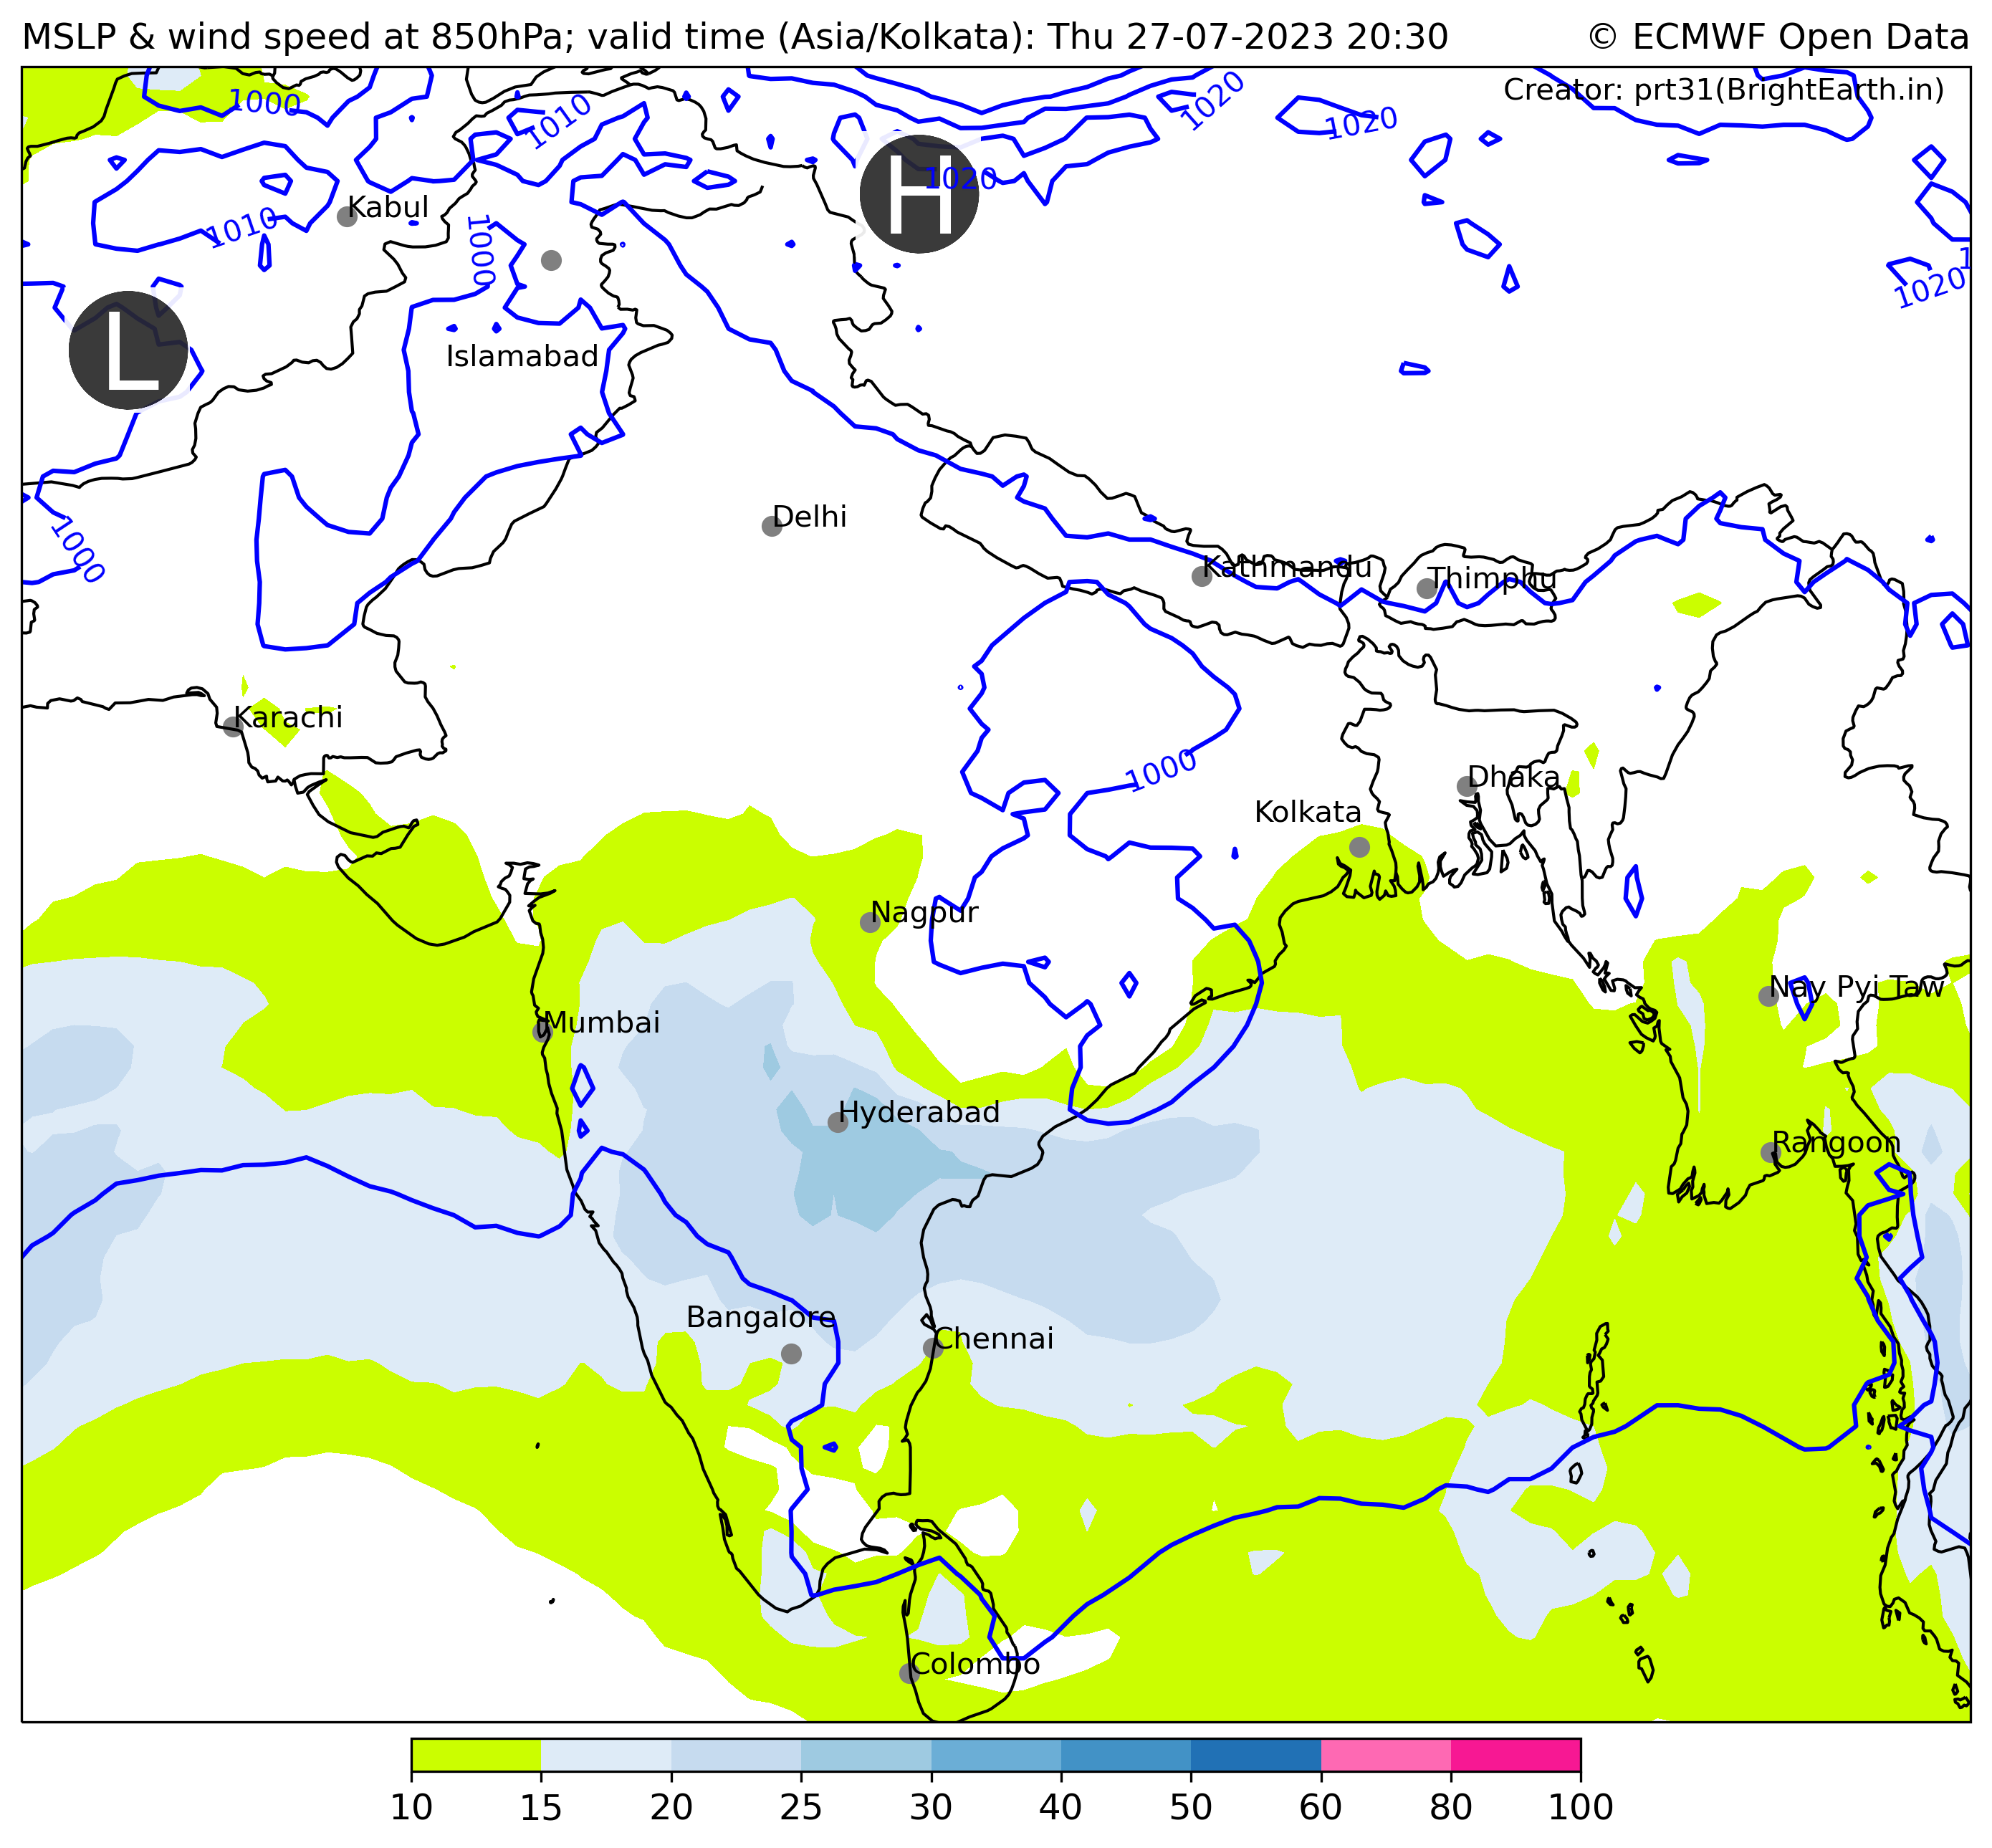 MSLP & wind speed at 850hPa; valid time (Asia/Kolkata): Thu 27-07-2023 20:30
© ECMWF Open Data
Creator: prt31(BrightEarth.in)
1000
1010
1020
1020
H
1020
Kabul
1010
1000
1020
L
Islamabad
Delhi
1000
Kathmandu
Thimphu
Karachi
1000
Dhaka
Kolkata
Nagpur
Nay Pyi Taw
Mumbai
Hyderabad
Rangoon
Bangalore
Chennai
Colombo
10 15 20 25 30 40 50 60 80 100